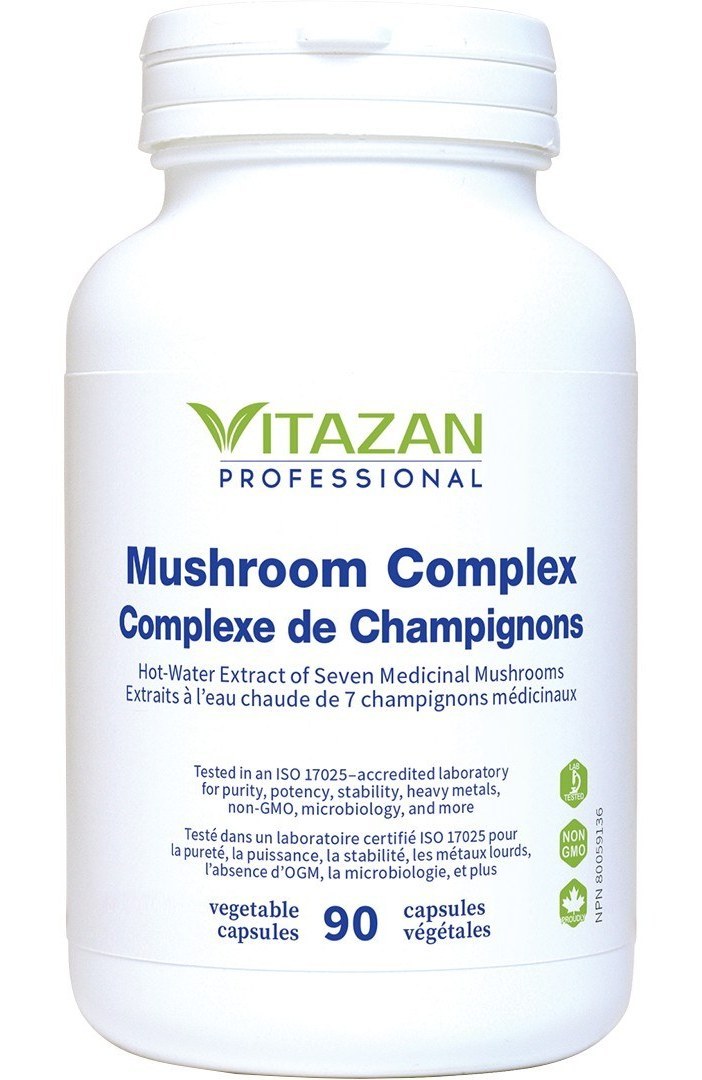 VITAZAN
PROFESSIONAL
Mushroom Complex
Complexe de Champignons
Hot-Water Extract of Seven Medicinal Mushrooms
Extraits à l’eau chaude de 7 champignons médicinaux
Tested in an ISO 17025–accredited laboratory
for purity, potency, stability, heavy metals,
non-GMO, microbiology, and more
Testé dans un laboratoire certifié ISO 17025 pour
la pureté, la puissance, la stabilité, les métaux lourds,
l’absence d’OGM, la microbiologie, et plus
vegetable
capsules
90
capsules
végétales
LAB
TESTED
NON
GMO
PROUDLY
NPN 80059136